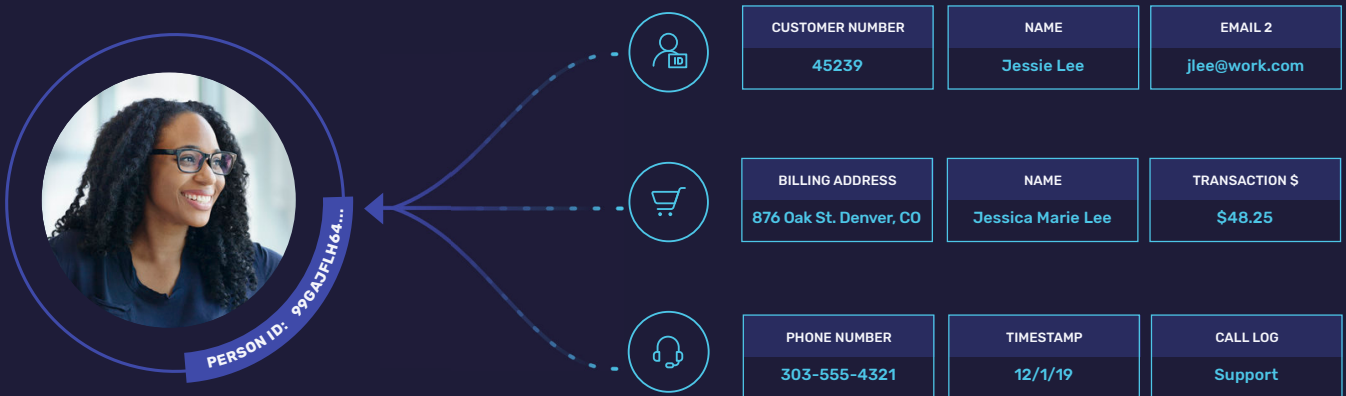 PERSON ID: 99GAJFLH64...
ID
CUSTOMER NUMBER
45239
NAME
Jessie Lee
EMAIL 2
jlee@work.com
BILLING ADDRESS
876 Oak St. Denver, CO
NAME
Jessica Marie Lee
TRANSACTION $
$48.25
PHONE NUMBER
303-555-4321
TIMESTAMP
12/1/19
CALL LOG
Support